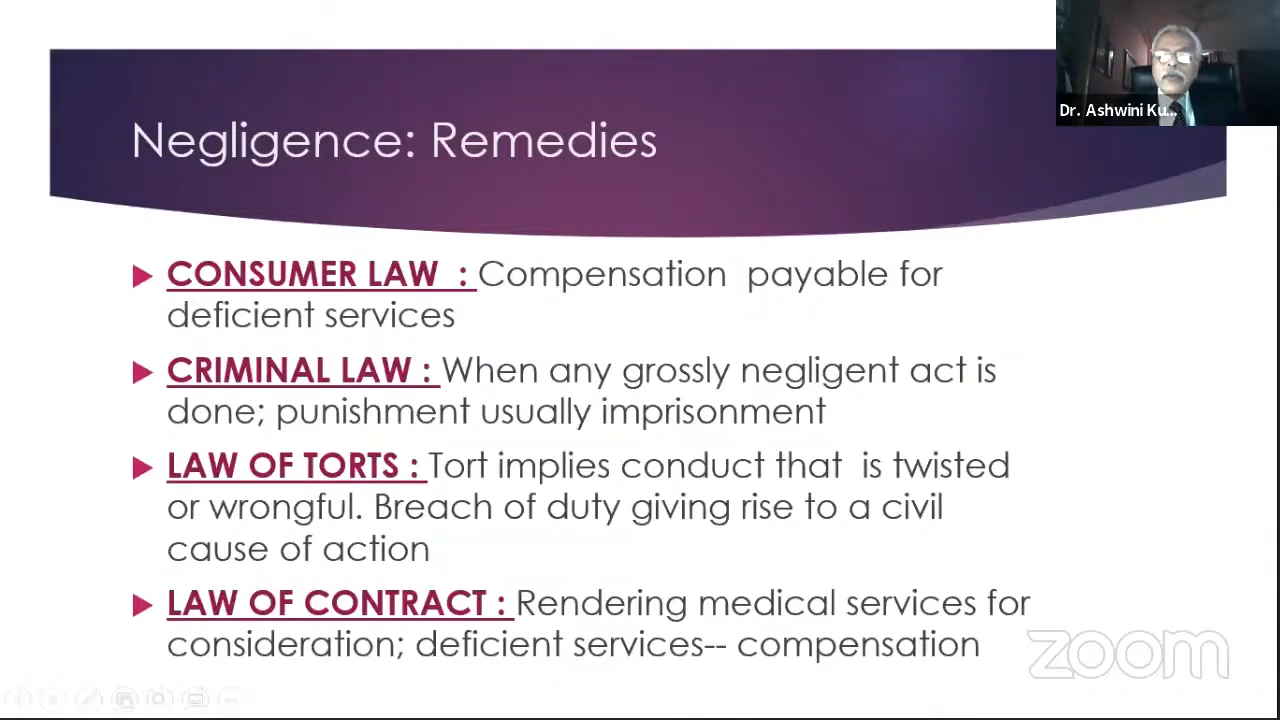 Dr. Ashwini Ku...
Negligence: Remedies
CONSUMER LAW : Compensation payable for
deficient services
CRIMINAL LAW : When any grossly negligent act is
done; punishment usually imprisonment
LAW OF TORTS : Tort implies conduct that is twisted
or wrongful. Breach of duty giving rise to a civil
cause of action
LAW OF CONTRACT : Rendering medical services for
consideration; deficient services-- compensation
zoom